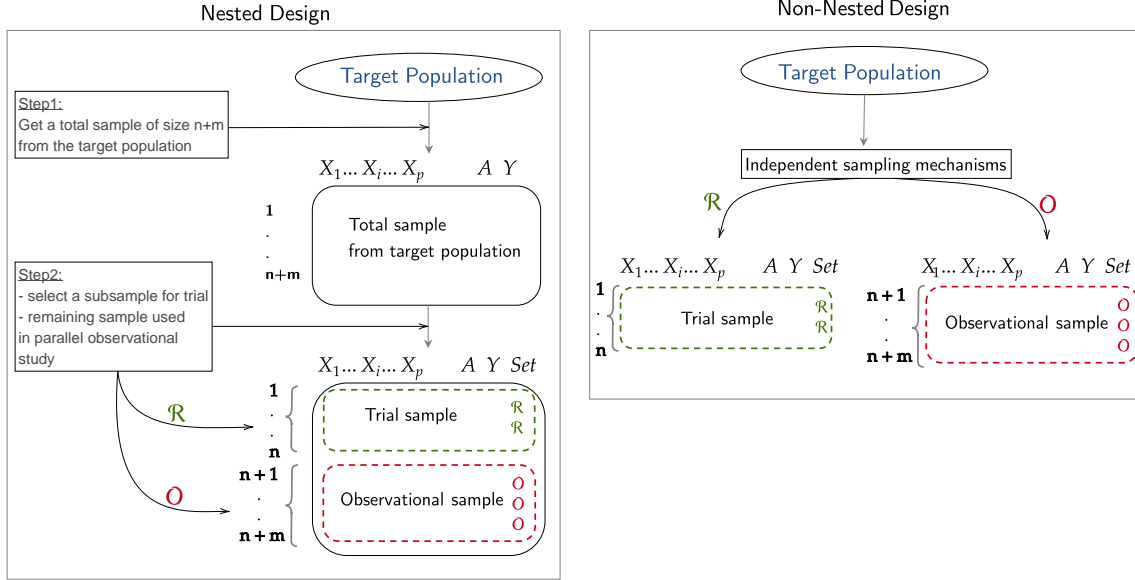 Nested Design
Target Population
Step1:
Get a total sample of size n+m
from the target population
X₁... Xᵢ... Xₚ A Y
1
.
.
n+m
Total sample
from target population
Step2:
- select a subsample for trial
- remaining sample used
in parallel observational
study
X₁... Xᵢ... Xₚ A Y Set
ℛ
1
.
.
n
Trial sample
ℛ
ℛ
O
n+1
.
.
n+m
Observational sample
O
O
O
Non-Nested Design
Target Population
Independent sampling mechanisms
ℛ
O
X₁... Xᵢ... Xₚ A Y Set
1
.
.
n
Trial sample
ℛ
ℛ
X₁... Xᵢ... Xₚ A Y Set
n+1
.
.
n+m
Observational sample
O
O
O